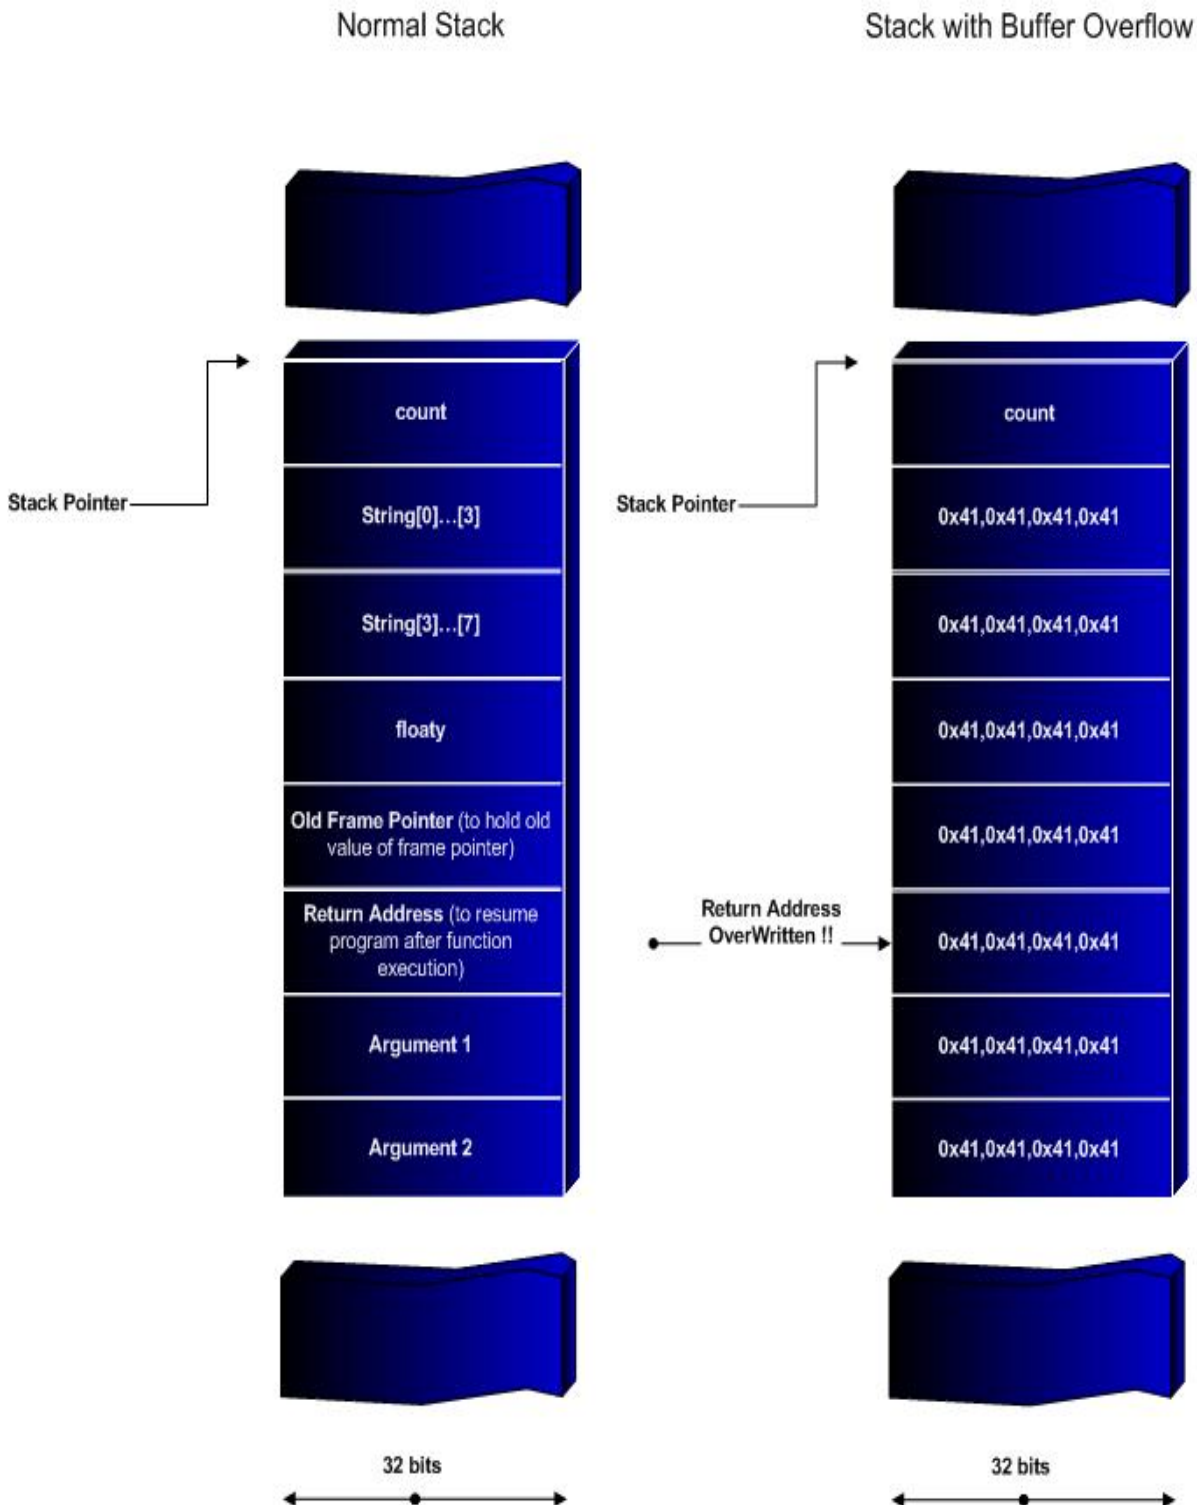 Normal Stack
Stack with Buffer Overflow
Stack Pointer
count
String[0]...[3]
String[3]...[7]
floaty
Old Frame Pointer (to hold old
value of frame pointer)
Return Address (to resume
program after function
execution)
Argument 1
Argument 2
32 bits
Stack Pointer
count
0x41,0x41,0x41,0x41
0x41,0x41,0x41,0x41
0x41,0x41,0x41,0x41
0x41,0x41,0x41,0x41
Return Address
OverWritten !!
0x41,0x41,0x41,0x41
0x41,0x41,0x41,0x41
0x41,0x41,0x41,0x41
32 bits